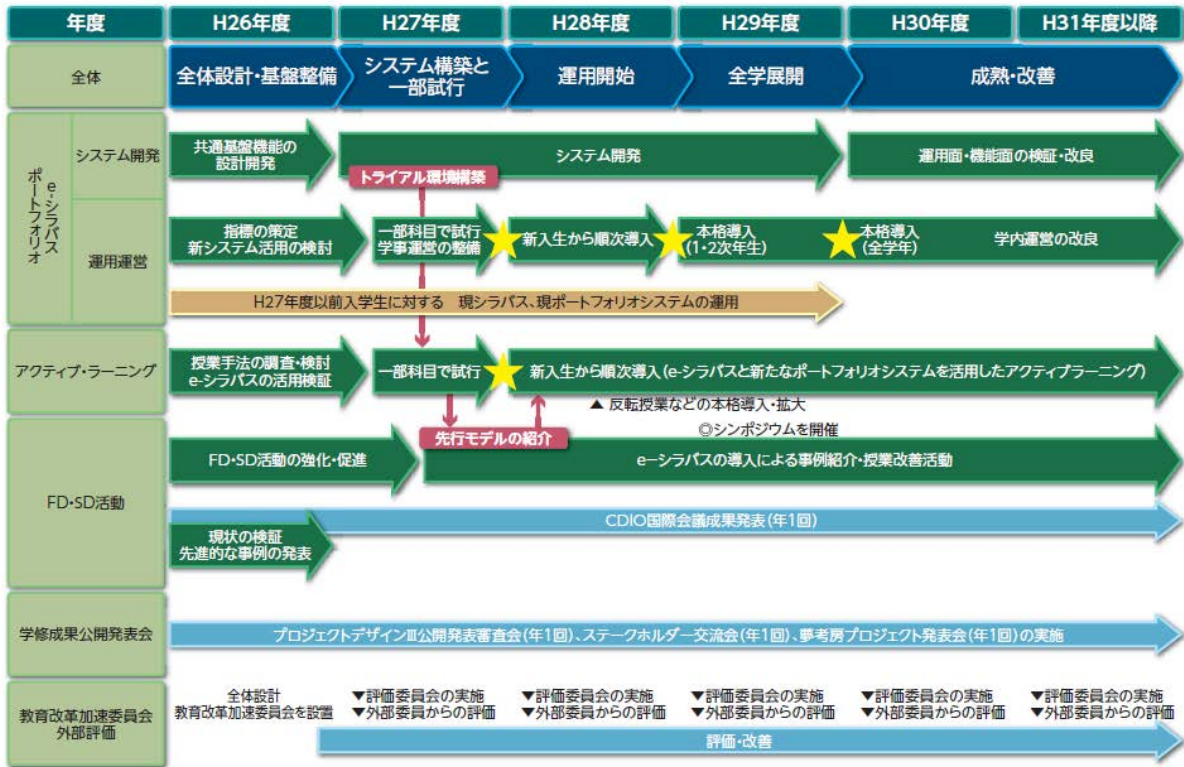 年度
H26年度
H27年度
H28年度
H29年度
H30年度
H31年度以降
全体
全体設計・基盤整備
システム構築と
一部試行
運用開始
全学展開
成熟・改善
e-シラバス
ポートフォリオ
システム開発
共通基盤機能の
設計開発
システム開発
運用面・機能面の検証・改良
トライアル環境構築
運用運営
指標の策定
新システム活用の検討
一部科目で試行
学事運営の整備
新入生から順次導入
本格導入
(1・2次年生)
本格導入
(全学年)
学内運営の改良
H27年度以前入学生に対する 現シラバス、現ポートフォリオシステムの運用
アクティブ・ラーニング
授業手法の調査・検討
e-シラバスの活用検証
一部科目で試行
新入生から順次導入(e-シラバスと新たなポートフォリオシステムを活用したアクティブラーニング)
▲ 反転授業などの本格導入・拡大
◎シンポジウムを開催
先行モデルの紹介
FD・SD活動
FD・SD活動の強化・促進
e-シラバスの導入による事例紹介・授業改善活動
CDIO国際会議成果発表(年1回)
現状の検証
先進的な事例の発表
学修成果公開発表会
プロジェクトデザインⅢ公開発表審査会(年1回)、ステークホルダー交流会(年1回)、夢考房プロジェクト発表会(年1回)の実施
教育改革加速委員会
外部評価
全体設計
教育改革加速委員会を設置
▼評価委員会の実施
▼外部委員からの評価
▼評価委員会の実施
▼外部委員からの評価
▼評価委員会の実施
▼外部委員からの評価
▼評価委員会の実施
▼外部委員からの評価
▼評価委員会の実施
▼外部委員からの評価
評価・改善